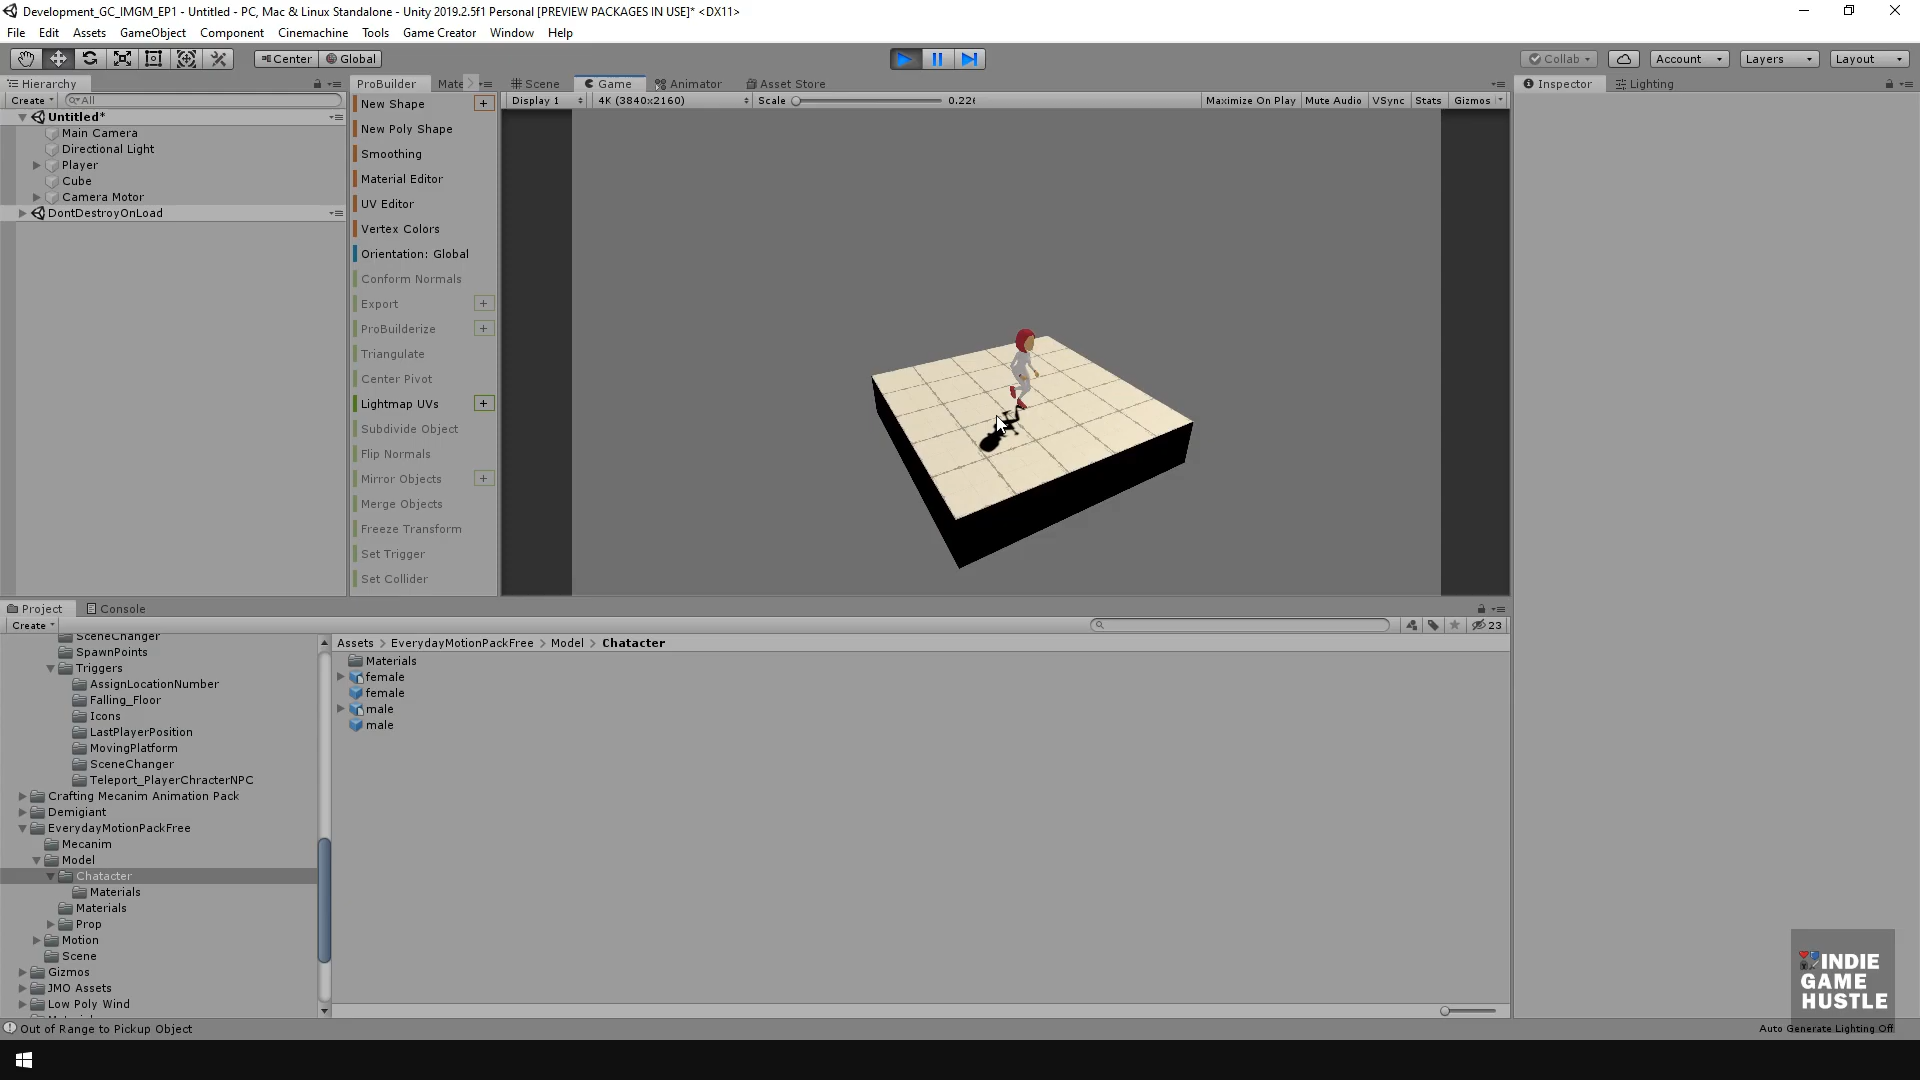 Development_GC_IMGM_EP1 - Untitled - PC, Mac & Linux Standalone - Unity 2019.2.5f1 Personal [PREVIEW PACKAGES IN USE]* <DX11>
File Edit Assets GameObject Component Cinemachine Tools Game Creator Window Help
Center Global Collab Account Layers Layout
Hierarchy
Create All
Untitled*
Main Camera
Directional Light
Player
Cube
Camera Motor
DontDestroyOnLoad
ProBuilder Mate
New Shape +
New Poly Shape
Smoothing
Material Editor
UV Editor
Vertex Colors
Orientation: Global
Conform Normals
Export +
ProBuilderize +
Triangulate
Center Pivot
Lightmap UVs +
Subdivide Object
Flip Normals
Mirror Objects +
Merge Objects
Freeze Transform
Set Trigger
Set Collider
Scene Game Animator Asset Store
Display 1 4K (3840x2160) Scale 0.226 Maximize On Play Mute Audio VSync Stats Gizmos
Inspector Lighting
Project Console
Create
23
SceneChanger
SpawnPoints
Triggers
AssignLocationNumber
Falling_Floor
Icons
LastPlayerPosition
MovingPlatform
SceneChanger
Teleport_PlayerChracterNPC
Crafting Mecanim Animation Pack
Demigiant
EverydayMotionPackFree
Mecanim
Model
Chatacter
Materials
Materials
Prop
Motion
Scene
Gizmos
JMO Assets
Low Poly Wind
Assets > EverydayMotionPackFree > Model > Chatacter
Materials
female
female
male
male
INDIE
GAME
HUSTLE
Out of Range to Pickup Object
Auto Generate Lighting Off